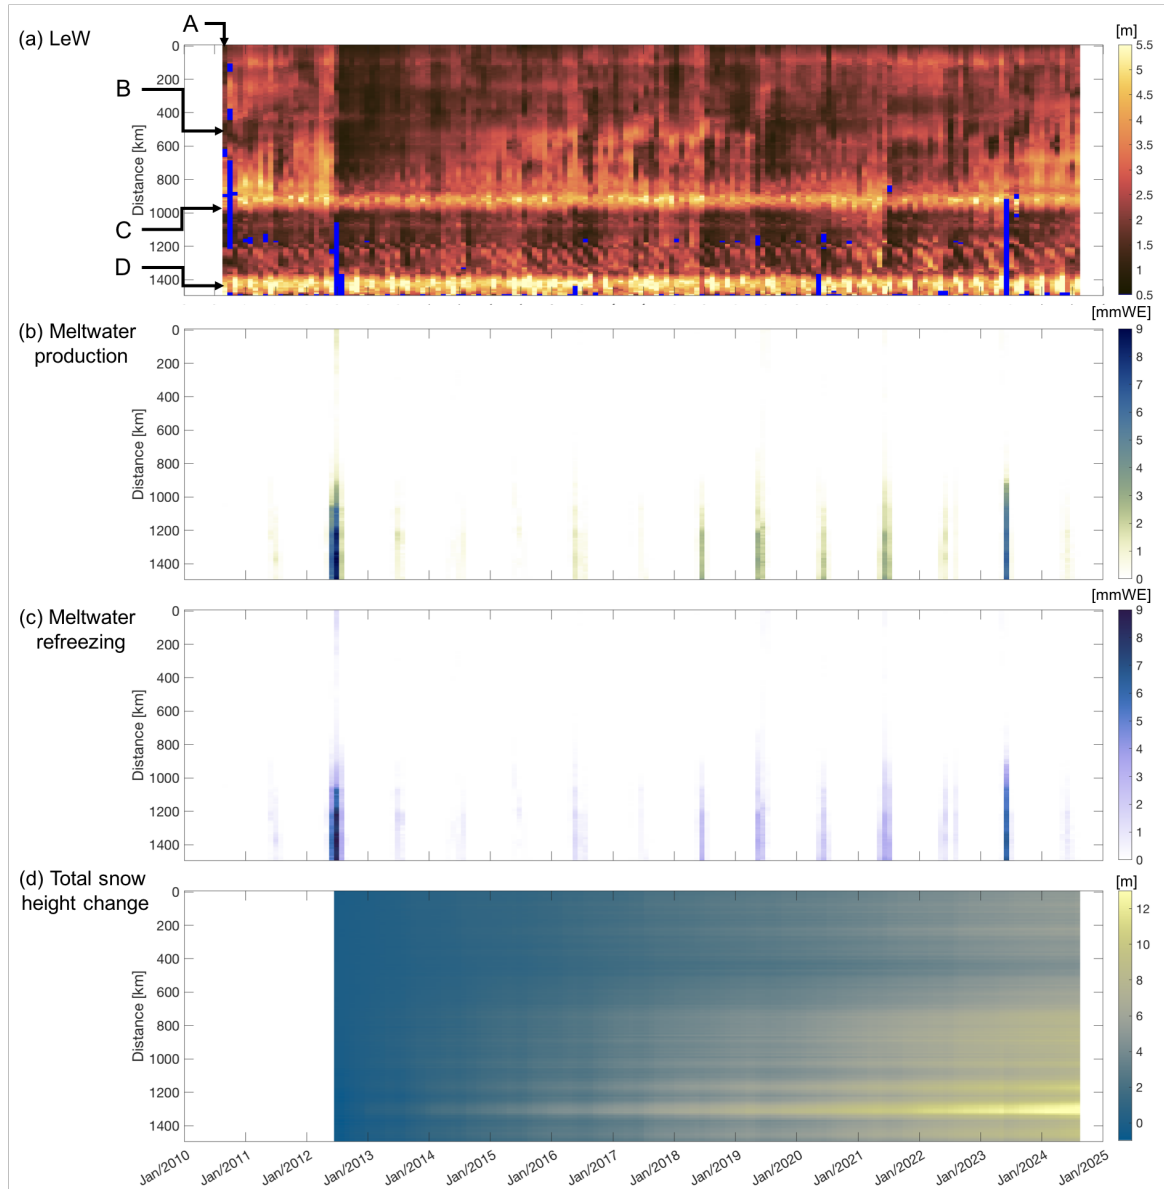 A
(a) LeW
[m]
0
200
400
600
800
1000
1200
1400
Distance [km]
B
C
D
5.5
5
4.5
4
3.5
3
2.5
2
1.5
1
0.5
(b) Meltwater
production
[mmWE]
0
200
400
600
800
1000
1200
1400
Distance [km]
9
8
7
6
5
4
3
2
1
0
(c) Meltwater
refreezing
[mmWE]
0
200
400
600
800
1000
1200
1400
Distance [km]
9
8
7
6
5
4
3
2
1
0
(d) Total snow
height change
[m]
0
200
400
600
800
1000
1200
1400
Distance [km]
12
10
8
6
4
2
0
Jan/2010
Jan/2011
Jan/2012
Jan/2013
Jan/2014
Jan/2015
Jan/2016
Jan/2017
Jan/2018
Jan/2019
Jan/2020
Jan/2021
Jan/2022
Jan/2023
Jan/2024
Jan/2025